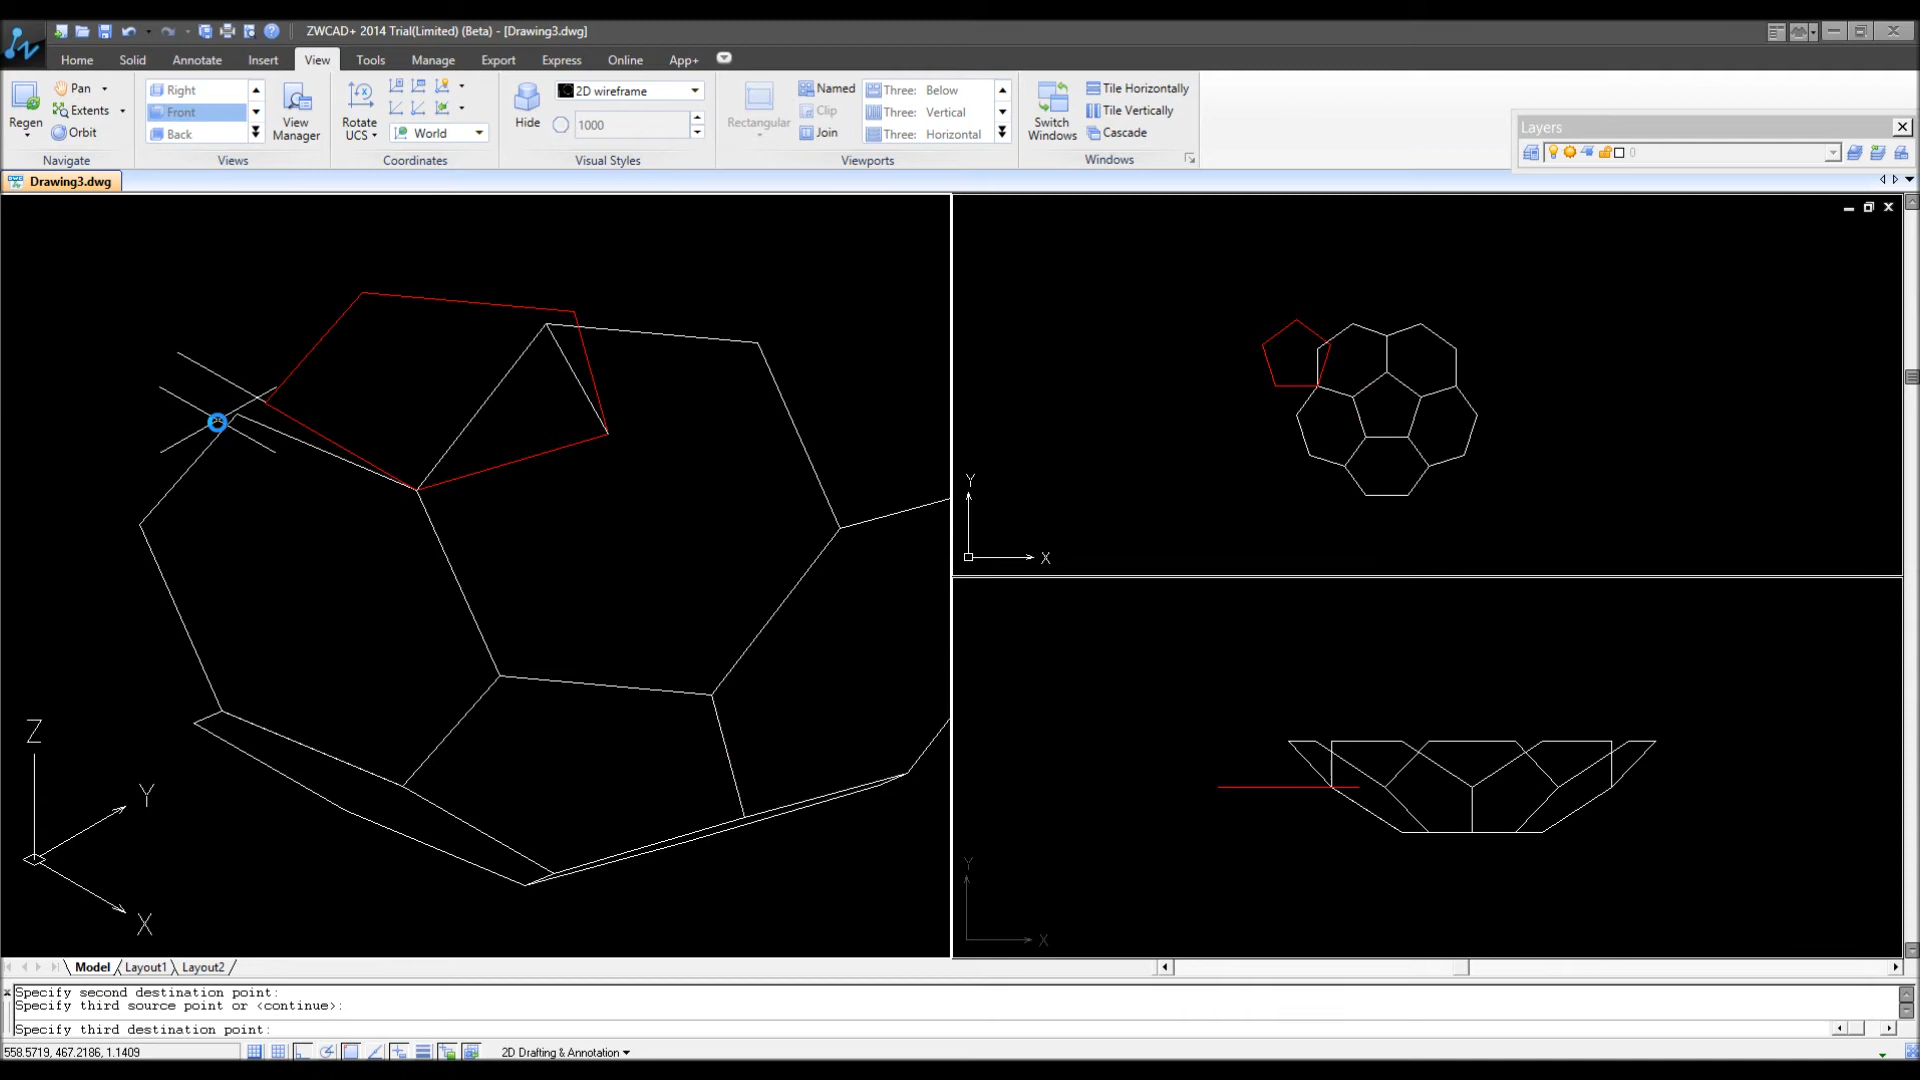 ZWCAD+ 2014 Trial(Limited) (Beta) - [Drawing3.dwg]
Home Solid Annotate Insert View Tools Manage Export Express Online App+
Regen
Pan
Extents
Orbit
Navigate
Right
Front
Back
View Manager
Views
Rotate UCS
World
Coordinates
Hide
2D wireframe
1000
Visual Styles
Rectangular
Named
Clip
Join
Three: Below
Three: Vertical
Three: Horizontal
Viewports
Switch Windows
Tile Horizontally
Tile Vertically
Cascade
Windows
Layers
0
Drawing3.dwg
Z
Y
X
Y
X
Y
X
Model Layout1 Layout2
Specify second destination point:
Specify third source point or <continue>:
Specify third destination point:
558.5719, 467.2186, 1.1409
2D Drafting & Annotation